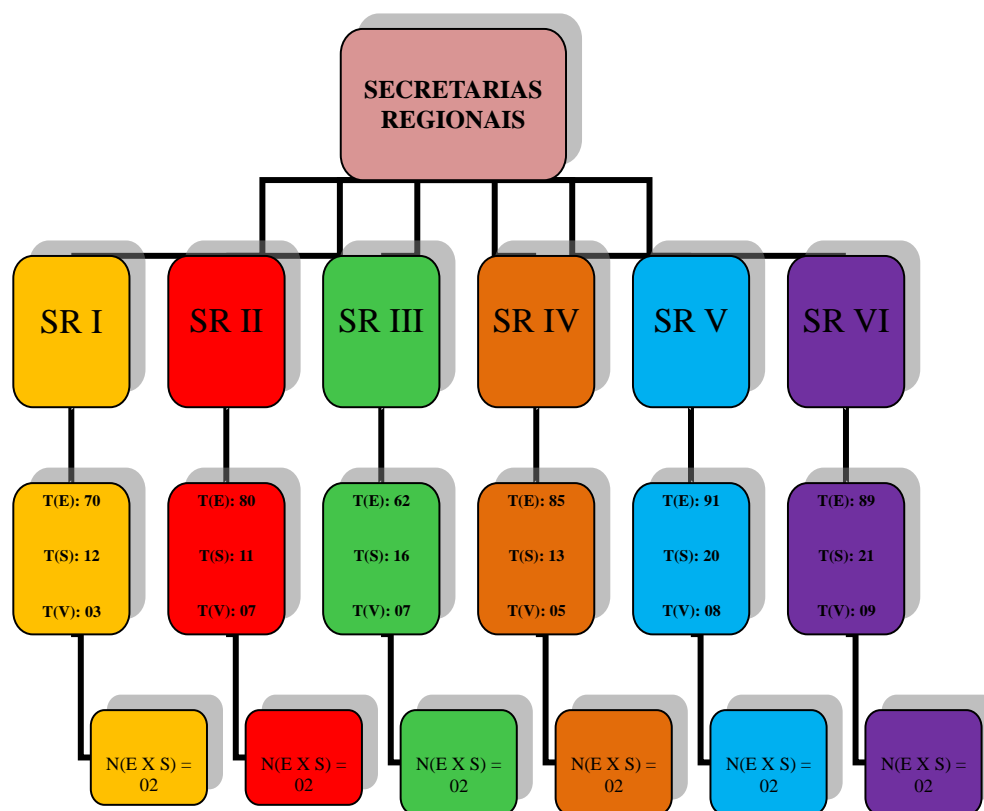 SECRETARIAS
REGIONAIS
SR I
SR II
SR III
SR IV
SR V
SR VI
T(E): 70
T(S): 12
T(V): 03
T(E): 80
T(S): 11
T(V): 07
T(E): 62
T(S): 16
T(V): 07
T(E): 85
T(S): 13
T(V): 05
T(E): 91
T(S): 20
T(V): 08
T(E): 89
T(S): 21
T(V): 09
N(E X S) =
02
N(E X S) =
02
N(E X S) =
02
N(E X S) =
02
N(E X S) =
02
N(E X S) =
02